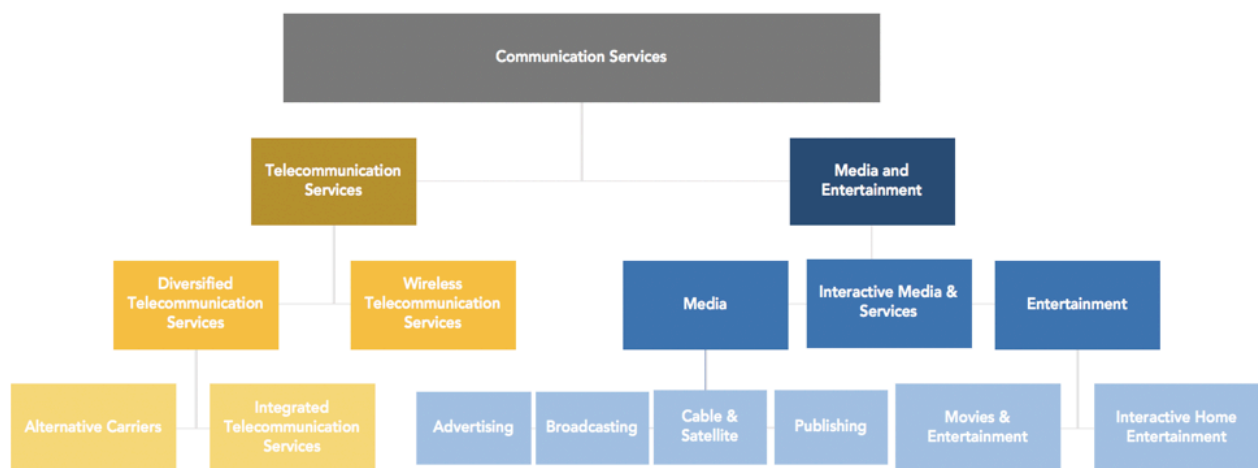 Communication Services
Telecommunication
Services
Media and
Entertainment
Diversified
Telecommunication
Services
Wireless
Telecommunication
Services
Media
Interactive Media &
Services
Entertainment
Alternative Carriers
Integrated
Telecommunication
Services
Advertising
Broadcasting
Cable &
Satellite
Publishing
Movies &
Entertainment
Interactive Home
Entertainment